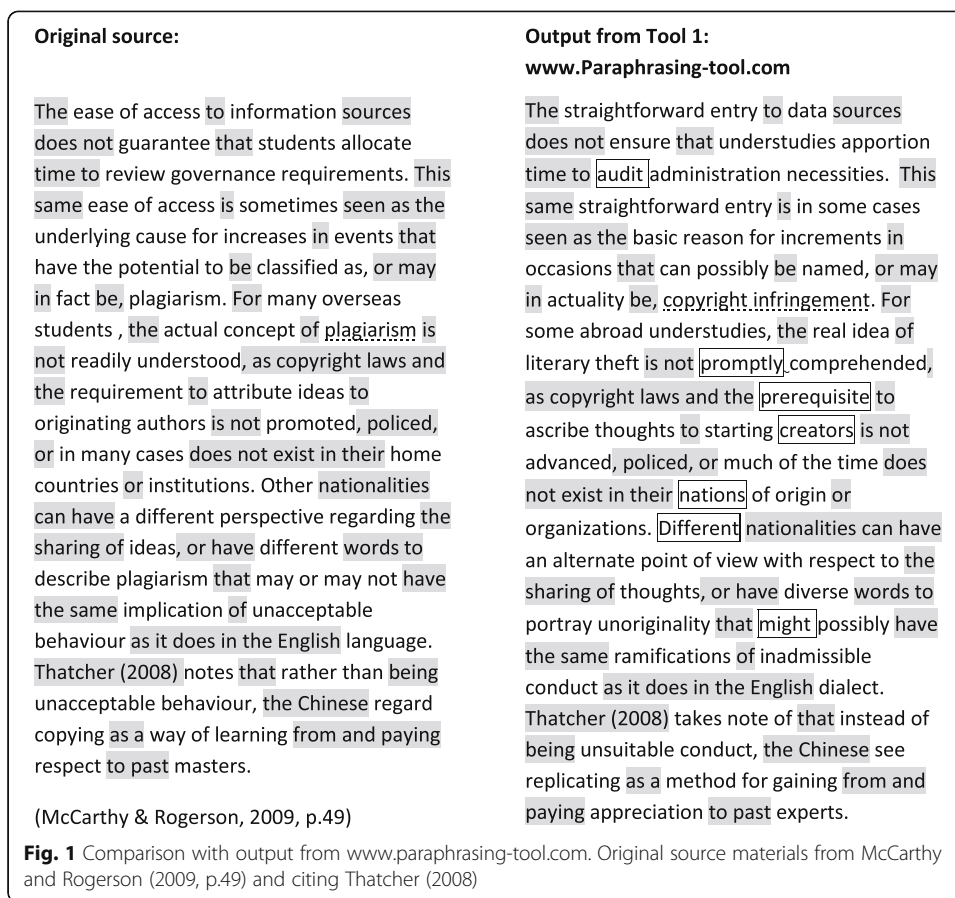 Original source:
The ease of access to information sources
does not guarantee that students allocate
time to review governance requirements. This
same ease of access is sometimes seen as the
underlying cause for increases in events that
have the potential to be classified as, or may
in fact be, plagiarism. For many overseas
students , the actual concept of plagiarism is
not readily understood, as copyright laws and
the requirement to attribute ideas to
originating authors is not promoted, policed,
or in many cases does not exist in their home
countries or institutions. Other nationalities
can have a different perspective regarding the
sharing of ideas, or have different words to
describe plagiarism that may or may not have
the same implication of unacceptable
behaviour as it does in the English language.
Thatcher (2008) notes that rather than being
unacceptable behaviour, the Chinese regard
copying as a way of learning from and paying
respect to past masters.
(McCarthy & Rogerson, 2009, p.49)
Output from Tool 1:
www.Paraphrasing-tool.com
The straightforward entry to data sources
does not ensure that understudies apportion
time to audit administration necessities. This
same straightforward entry is in some cases
seen as the basic reason for increments in
occasions that can possibly be named, or may
in actuality be, copyright infringement. For
some abroad understudies, the real idea of
literary theft is not promptly comprehended,
as copyright laws and the prerequisite to
ascribe thoughts to starting creators is not
advanced, policed, or much of the time does
not exist in their nations of origin or
organizations. Different nationalities can have
an alternate point of view with respect to the
sharing of thoughts, or have diverse words to
portray unoriginality that might possibly have
the same ramifications of inadmissible
conduct as it does in the English dialect.
Thatcher (2008) takes note of that instead of
being unsuitable conduct, the Chinese see
replicating as a method for gaining from and
paying appreciation to past experts.
Fig. 1 Comparison with output from www.paraphrasing-tool.com. Original source materials from McCarthy
and Rogerson (2009, p.49) and citing Thatcher (2008)